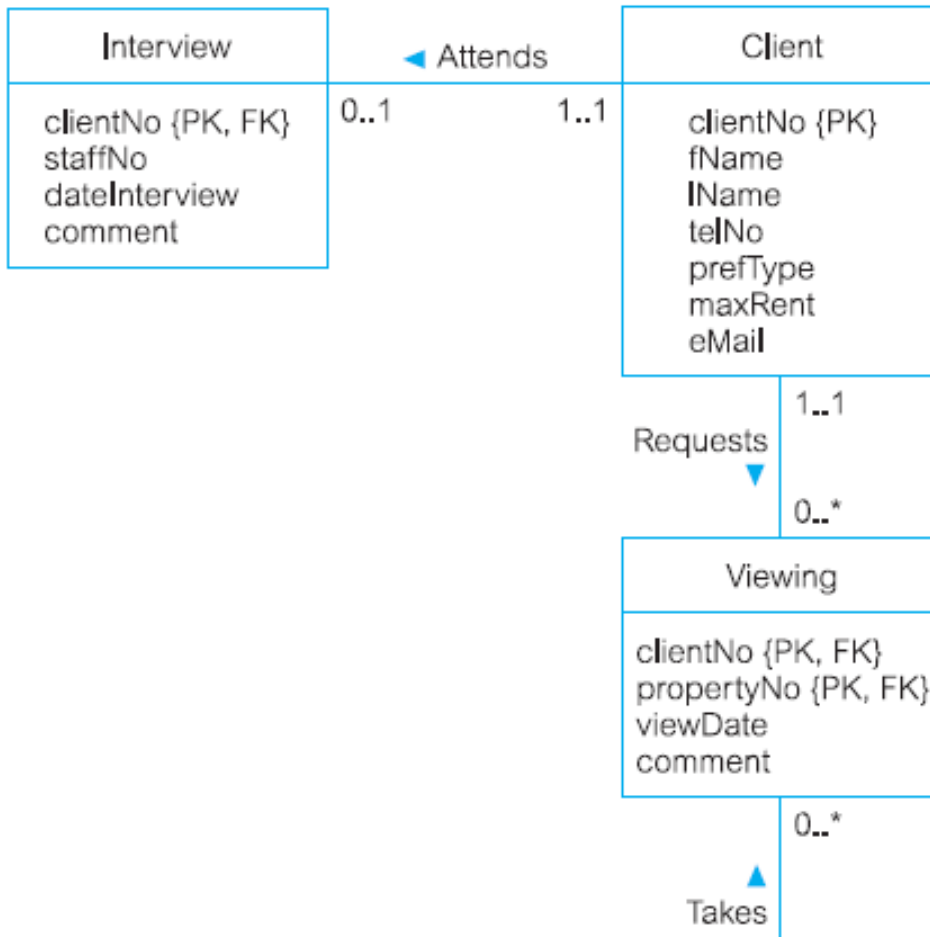 Interview
◄ Attends
Client
clientNo {PK, FK}
staffNo
dateInterview
comment
0..1
1..1
clientNo {PK}
fName
lName
telNo
prefType
maxRent
eMail
1..1
Requests
▼
0..*
Viewing
clientNo {PK, FK}
propertyNo {PK, FK}
viewDate
comment
0..*
▲
Takes